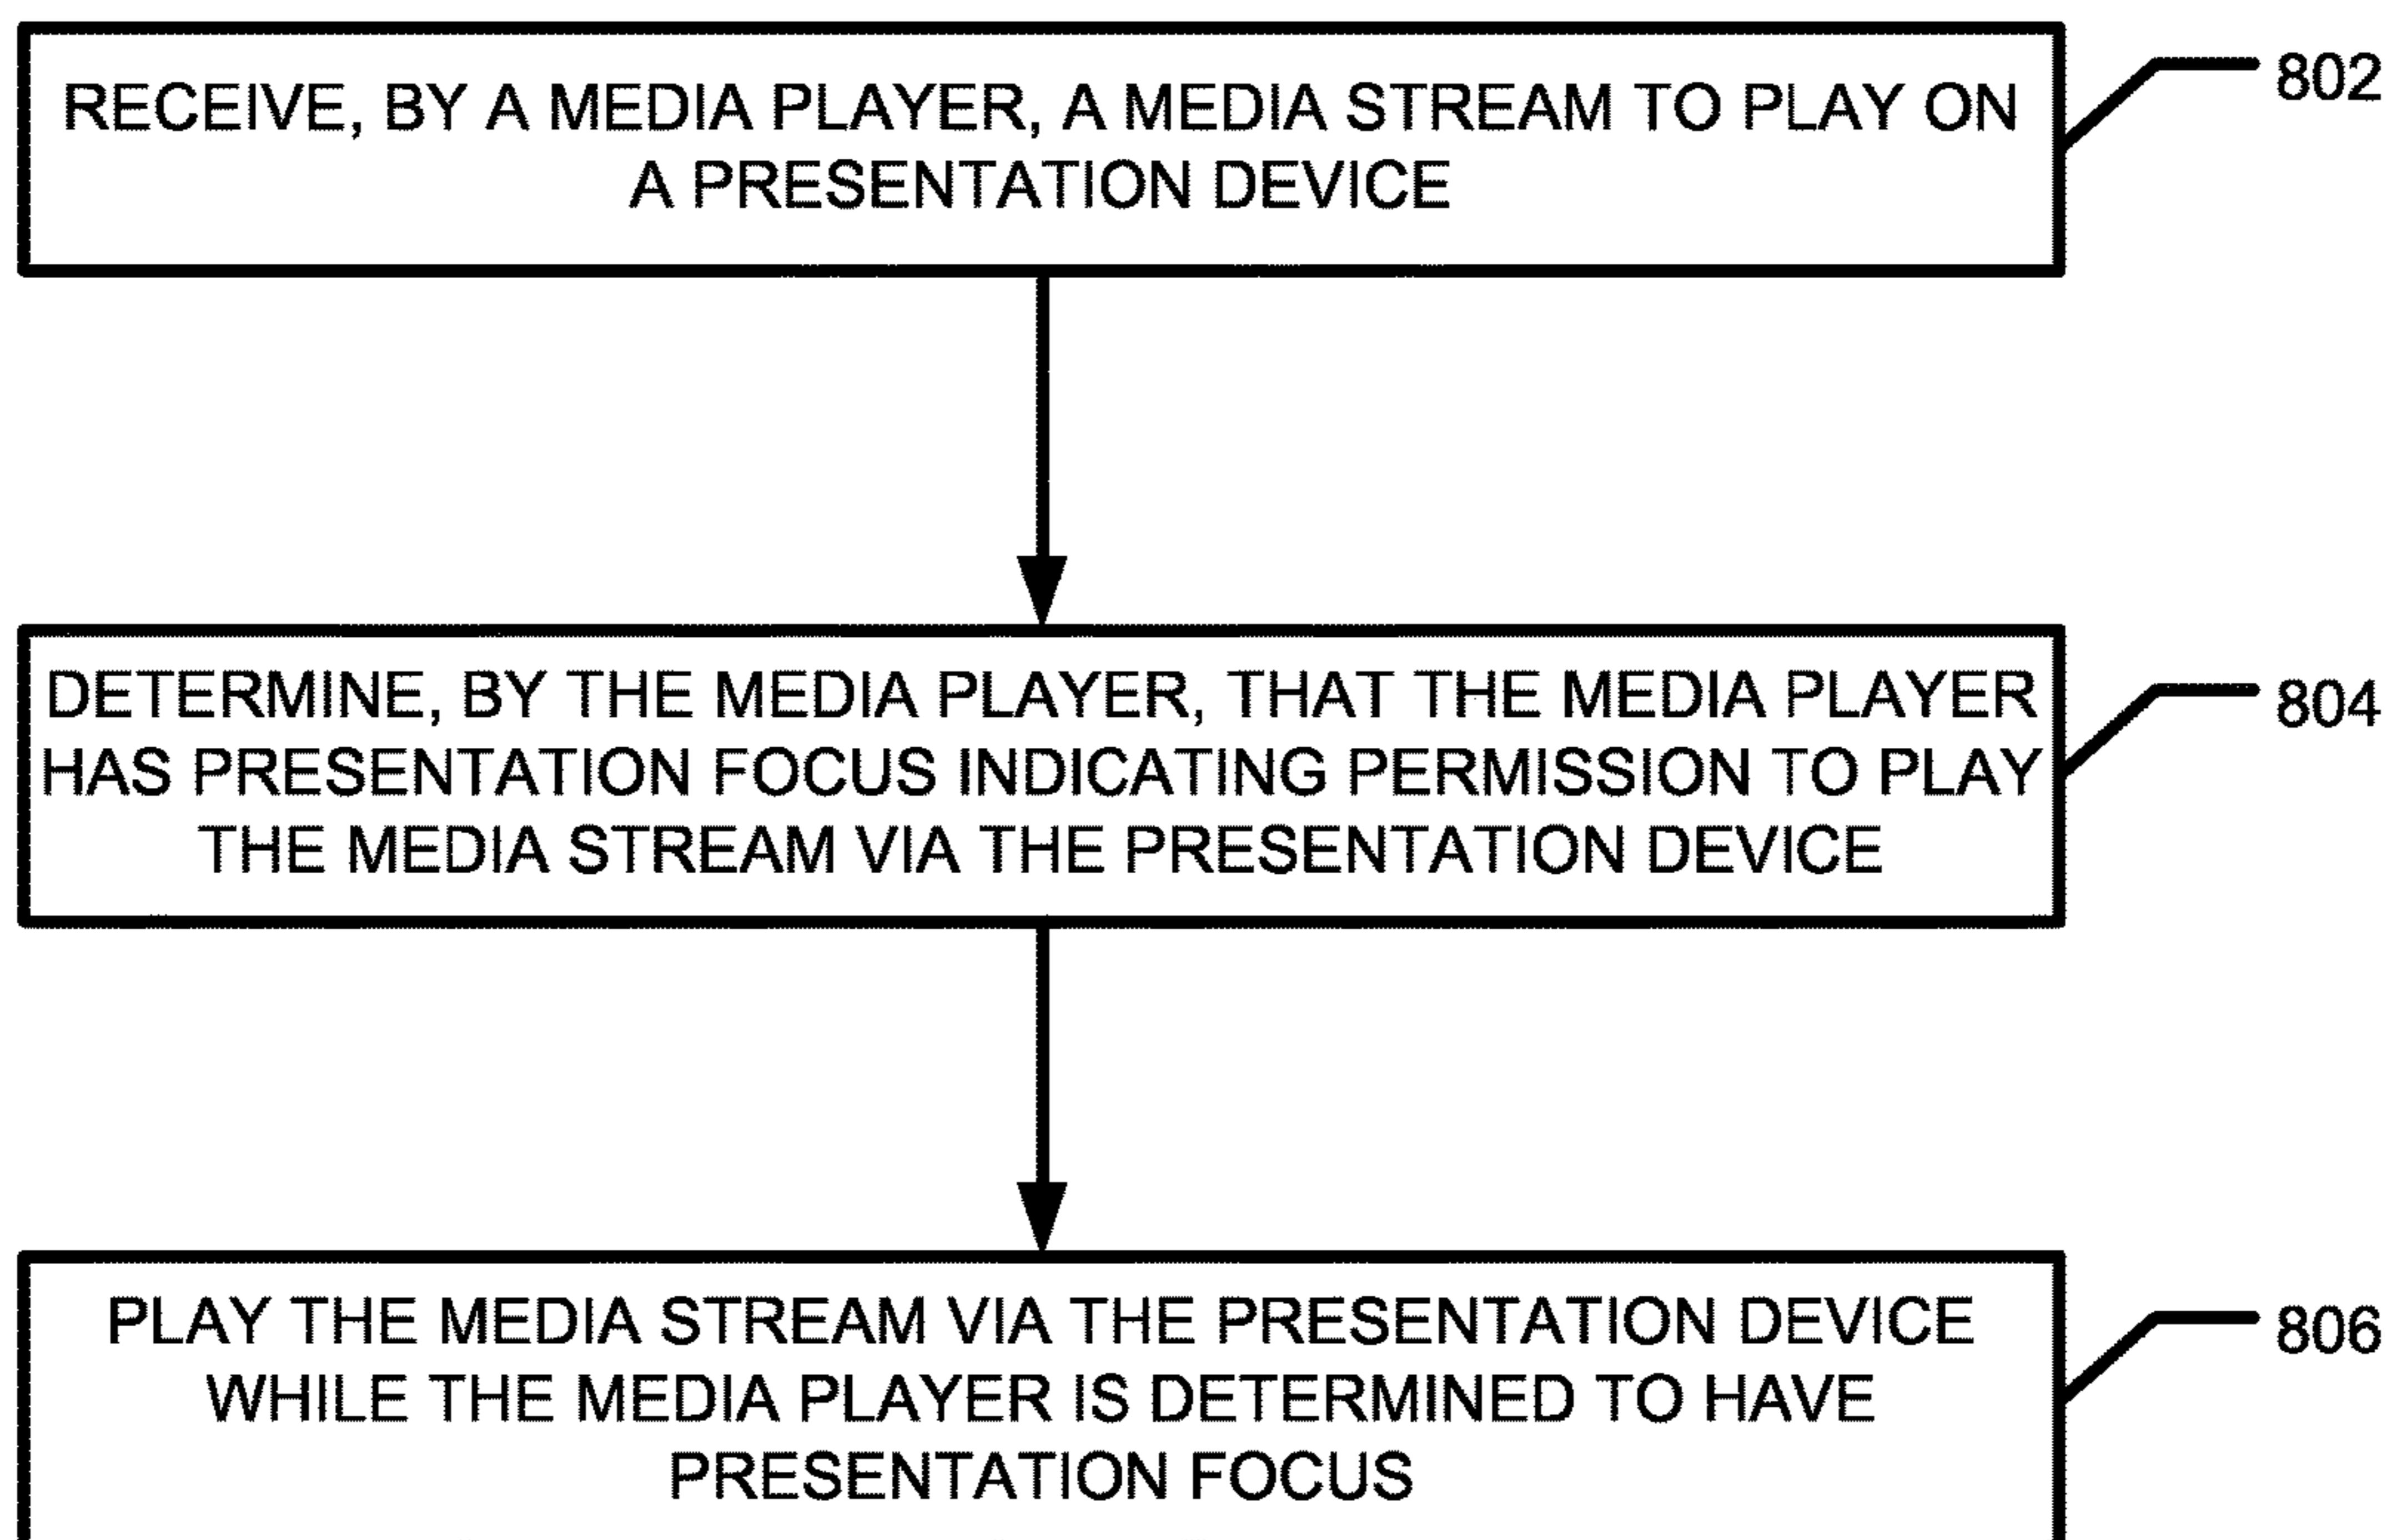 RECEIVE, BY A MEDIA PLAYER, A MEDIA STREAM TO PLAY ON
A PRESENTATION DEVICE
802
DETERMINE, BY THE MEDIA PLAYER, THAT THE MEDIA PLAYER
HAS PRESENTATION FOCUS INDICATING PERMISSION TO PLAY
THE MEDIA STREAM VIA THE PRESENTATION DEVICE
804
PLAY THE MEDIA STREAM VIA THE PRESENTATION DEVICE
WHILE THE MEDIA PLAYER IS DETERMINED TO HAVE
PRESENTATION FOCUS
806